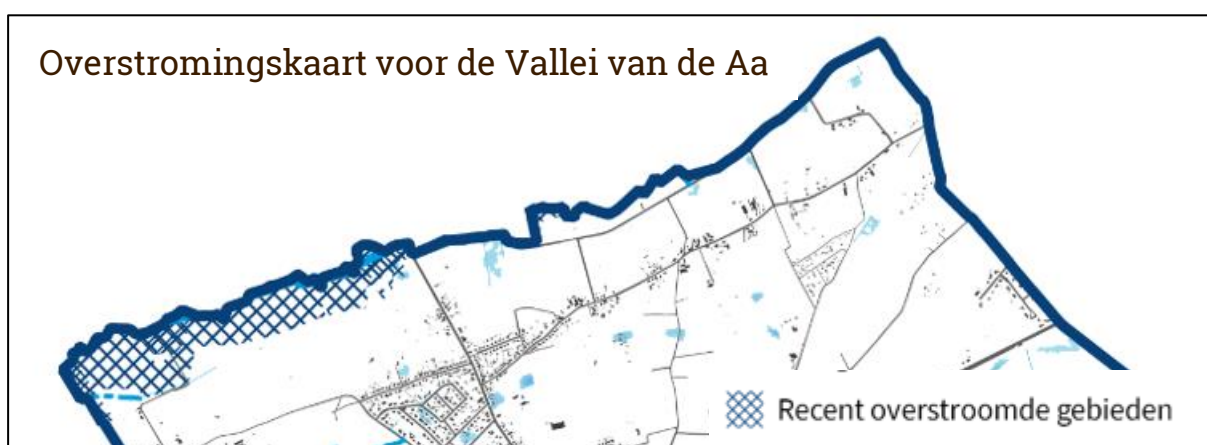 Overstromingskaart voor de Vallei van de Aa
Recent overstroomde gebieden